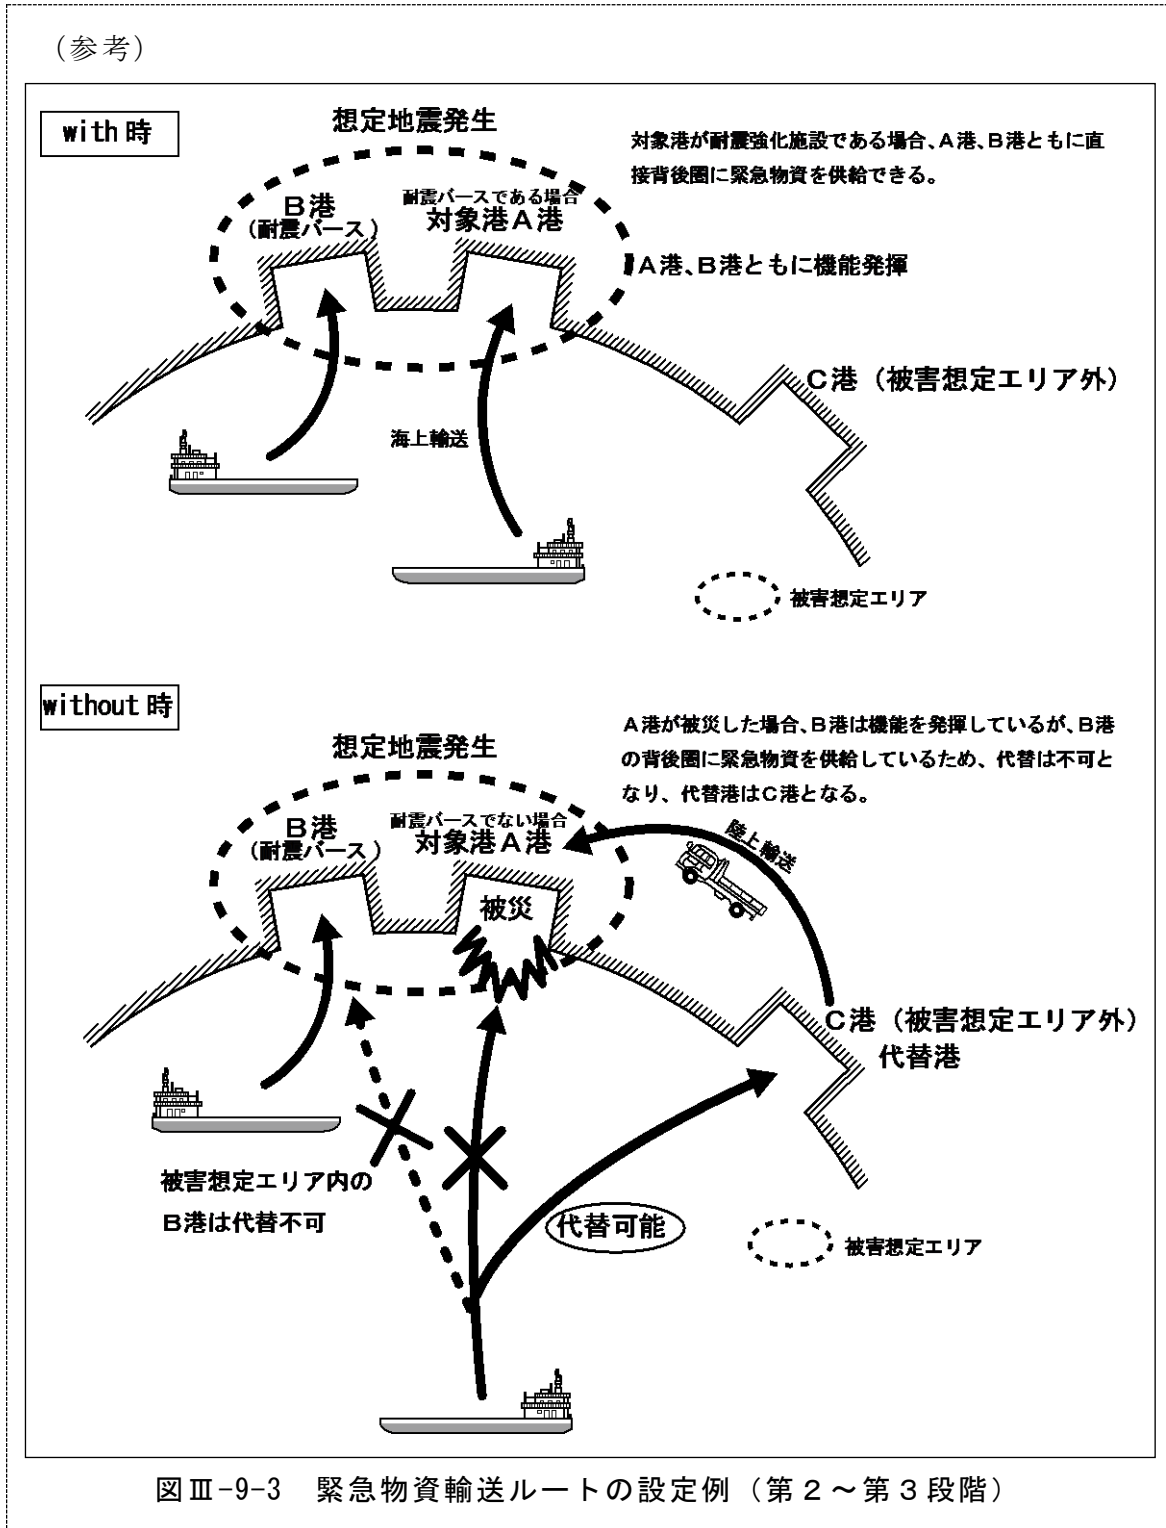 (参考)
with時
想定地震発生
対象港が耐震強化施設である場合、A港、B港ともに直
接背後圏に緊急物資を供給できる。
B港
(耐震バース)
耐震バースである場合
対象港A港
A港、B港ともに機能発揮
C港(被害想定エリア外)
海上輸送
被害想定エリア
without時
A港が被災した場合、B港は機能を発揮しているが、B港
の背後圏に緊急物資を供給しているため、代替は不可と
なり、代替港はC港となる。
想定地震発生
B港
(耐震バース)
耐震バースでない場合
対象港A港
陸上輸送
被災
C港(被害想定エリア外)
代替港
被害想定エリア内の
B港は代替不可
代替可能
被害想定エリア
図Ⅲ-9-3 緊急物資輸送ルートの設定例(第2~第3段階)